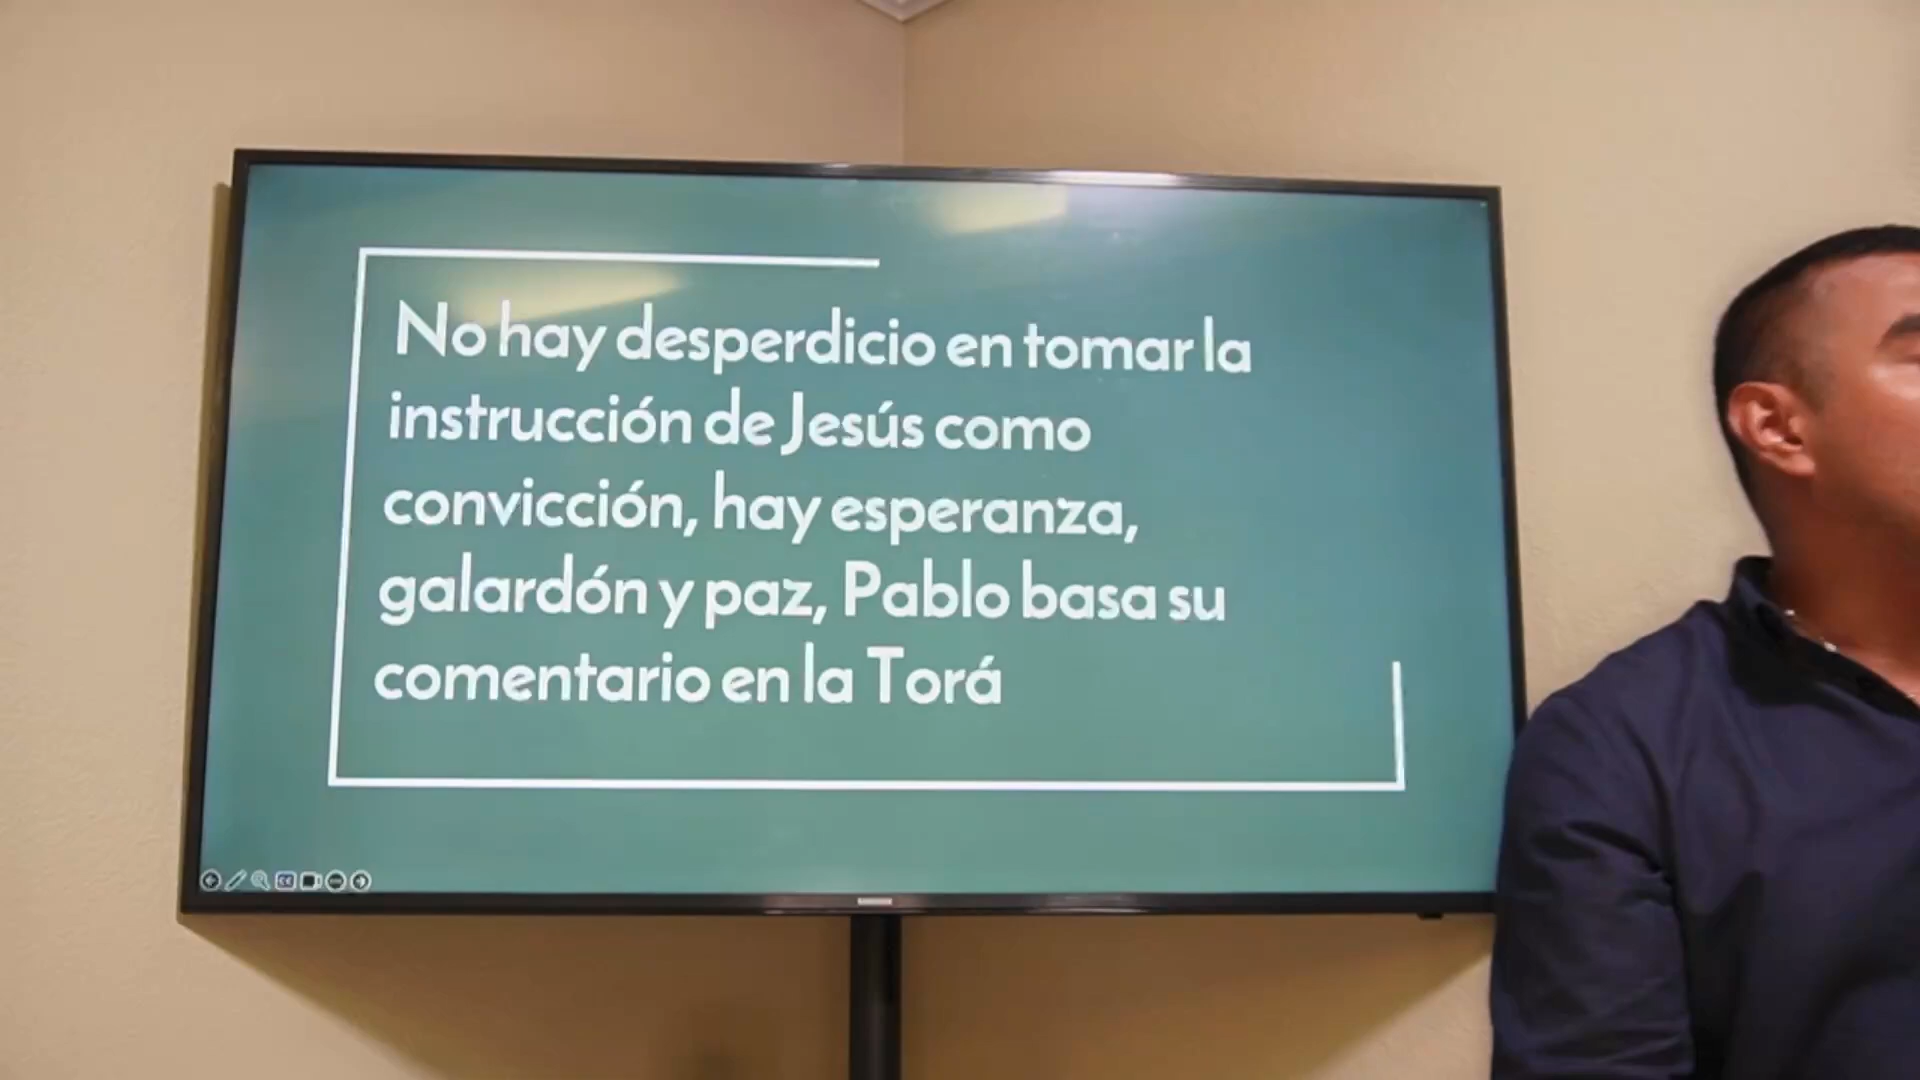 No hay desperdicio en tomar la
instrucción de Jesús como
convicción, hay esperanza,
galardón y paz, Pablo basa su
comentario en la Torá